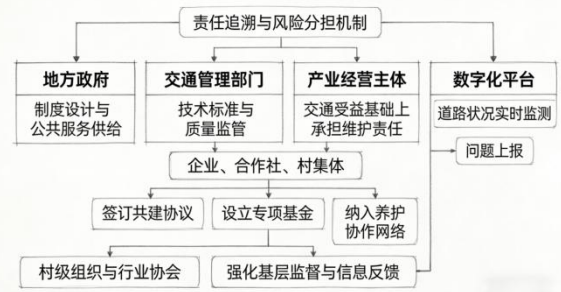 责任追溯与风险分担机制
地方政府
制度设计与
公共服务供给
交通管理部门
技术标准与
质量监管
产业经营主体
交通受益基础上
承担维护责任
数字化平台
道路状况实时监测
问题上报
企业、合作社、村集体
签订共建协议
设立专项基金
纳入养护
协作网络
村级组织与行业协会
强化基层监督与信息反馈